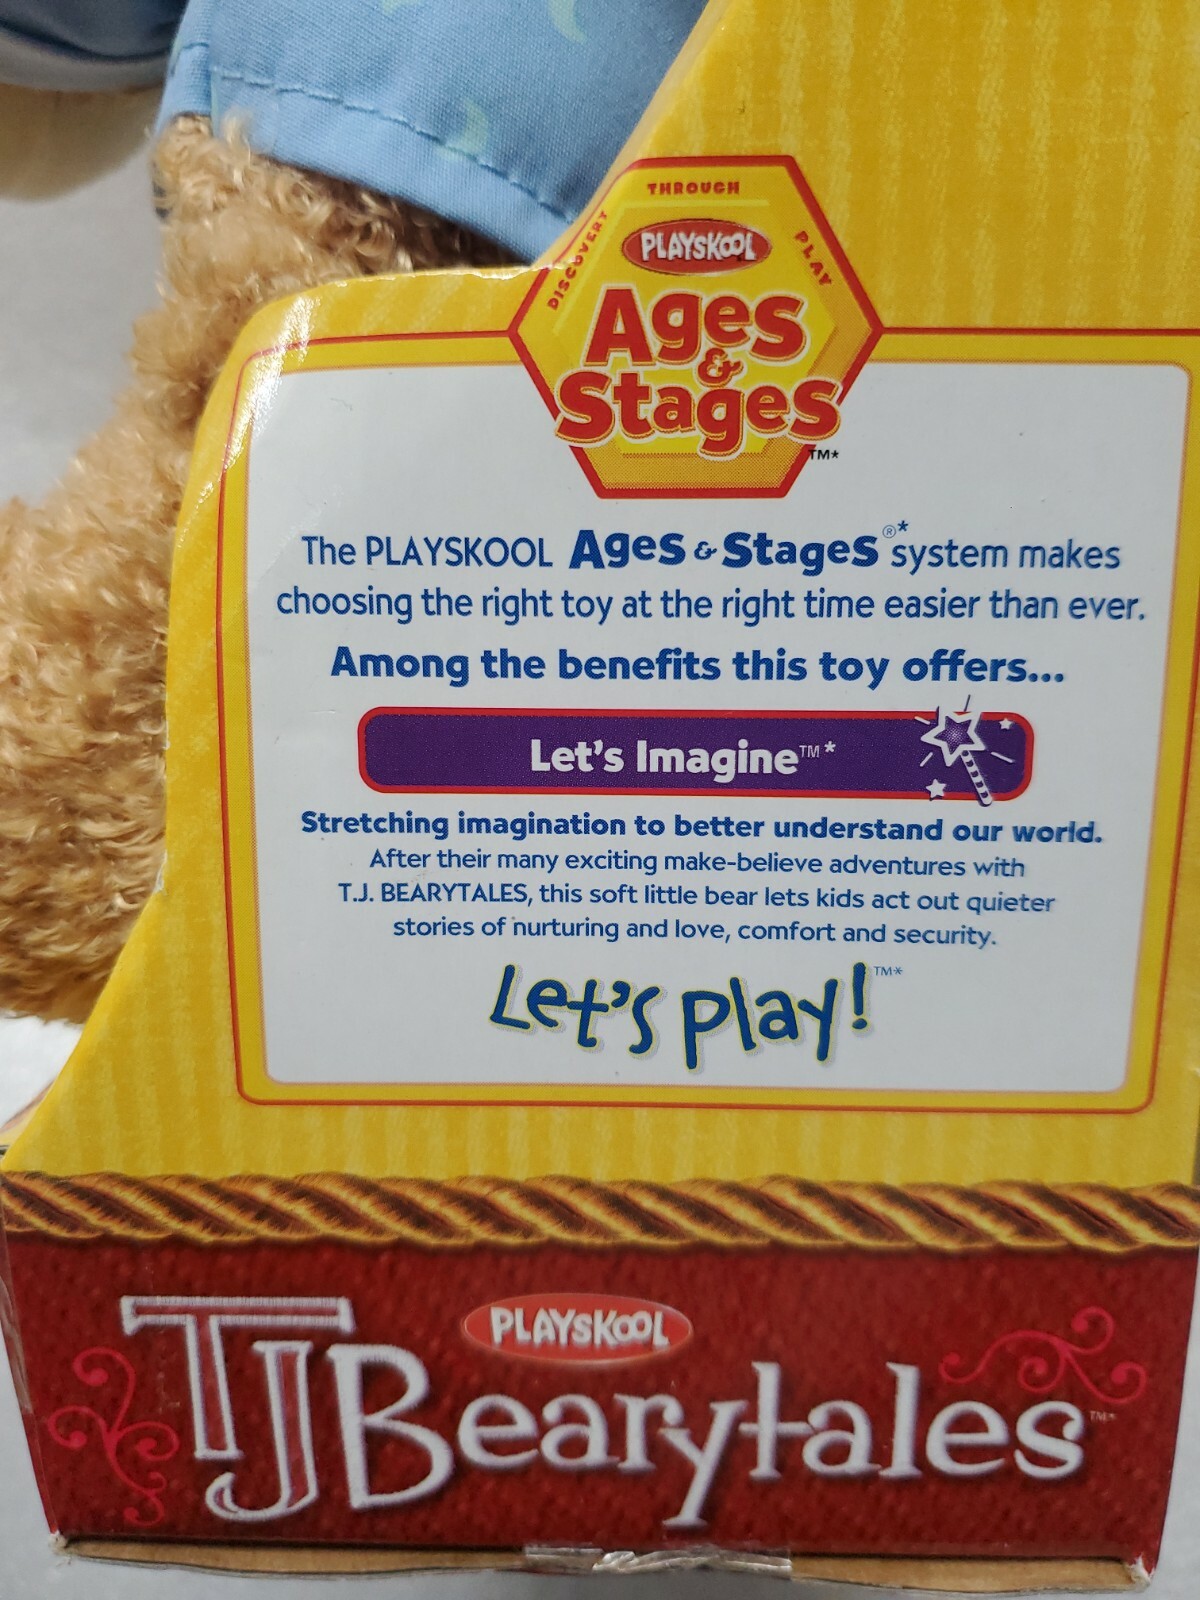 DISCOVERY THROUGH PLAY
PLAYSKOOL
Ages
&
Stages
TM*
The PLAYSKOOL Ages & Stages®* system makes
choosing the right toy at the right time easier than ever.
Among the benefits this toy offers...
Let's Imagine™*
Stretching imagination to better understand our world.
After their many exciting make-believe adventures with
T.J. BEARYTALES, this soft little bear lets kids act out quieter
stories of nurturing and love, comfort and security.
Let's play!™*
PLAYSKOOL
TJ Bearytales™*